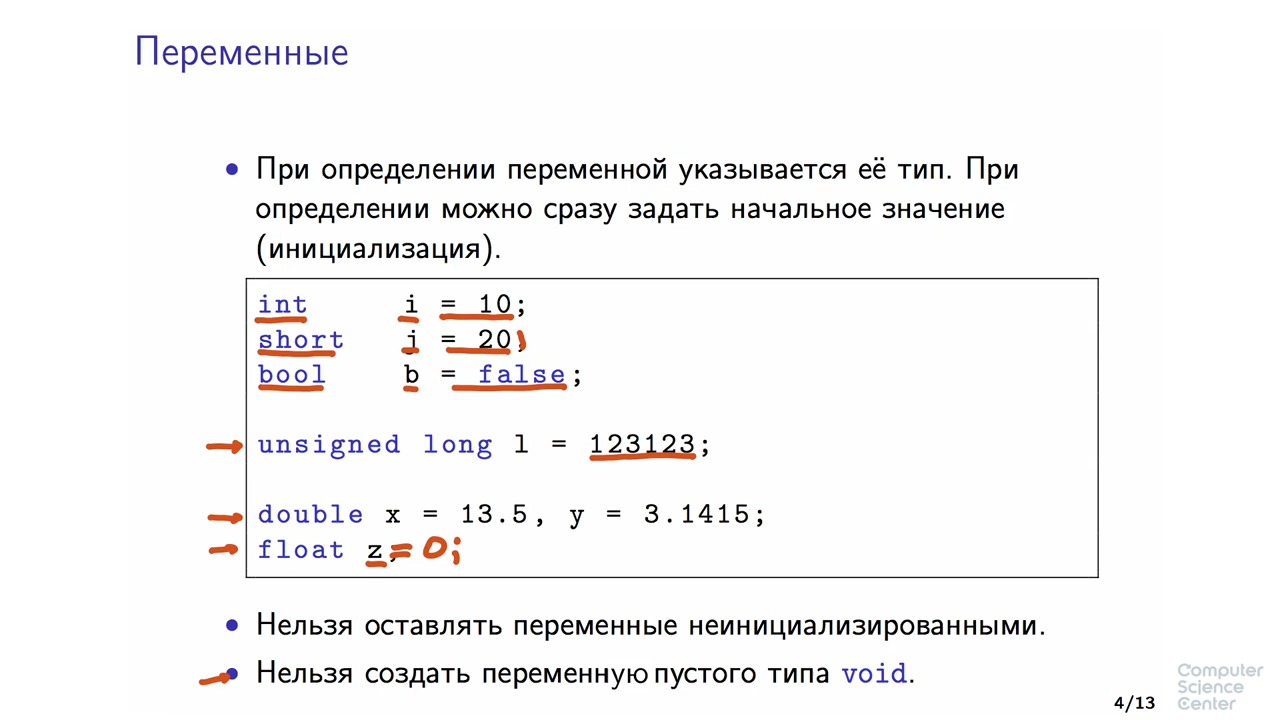 Переменные
При определении переменной указывается её тип. При
определении можно сразу задать начальное значение
(инициализация).
int i = 10;
short j = 20;
bool b = false;
unsigned long l = 123123;
double x = 13.5, y = 3.1415;
float z; = 0;
Нельзя оставлять переменные неинициализированными.
Нельзя создать переменную пустого типа void.
4/13
Computer
Science
Center